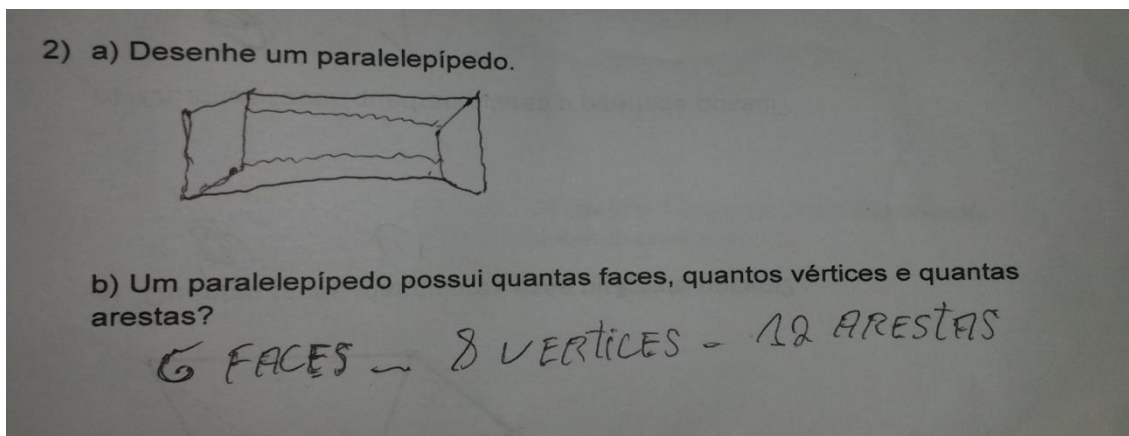 2) a) Desenhe um paralelepípedo.
b) Um paralelepípedo possui quantas faces, quantos vértices e quantas
arestas?
6 FACES - 8 VERTICES - 12 ARESTAS